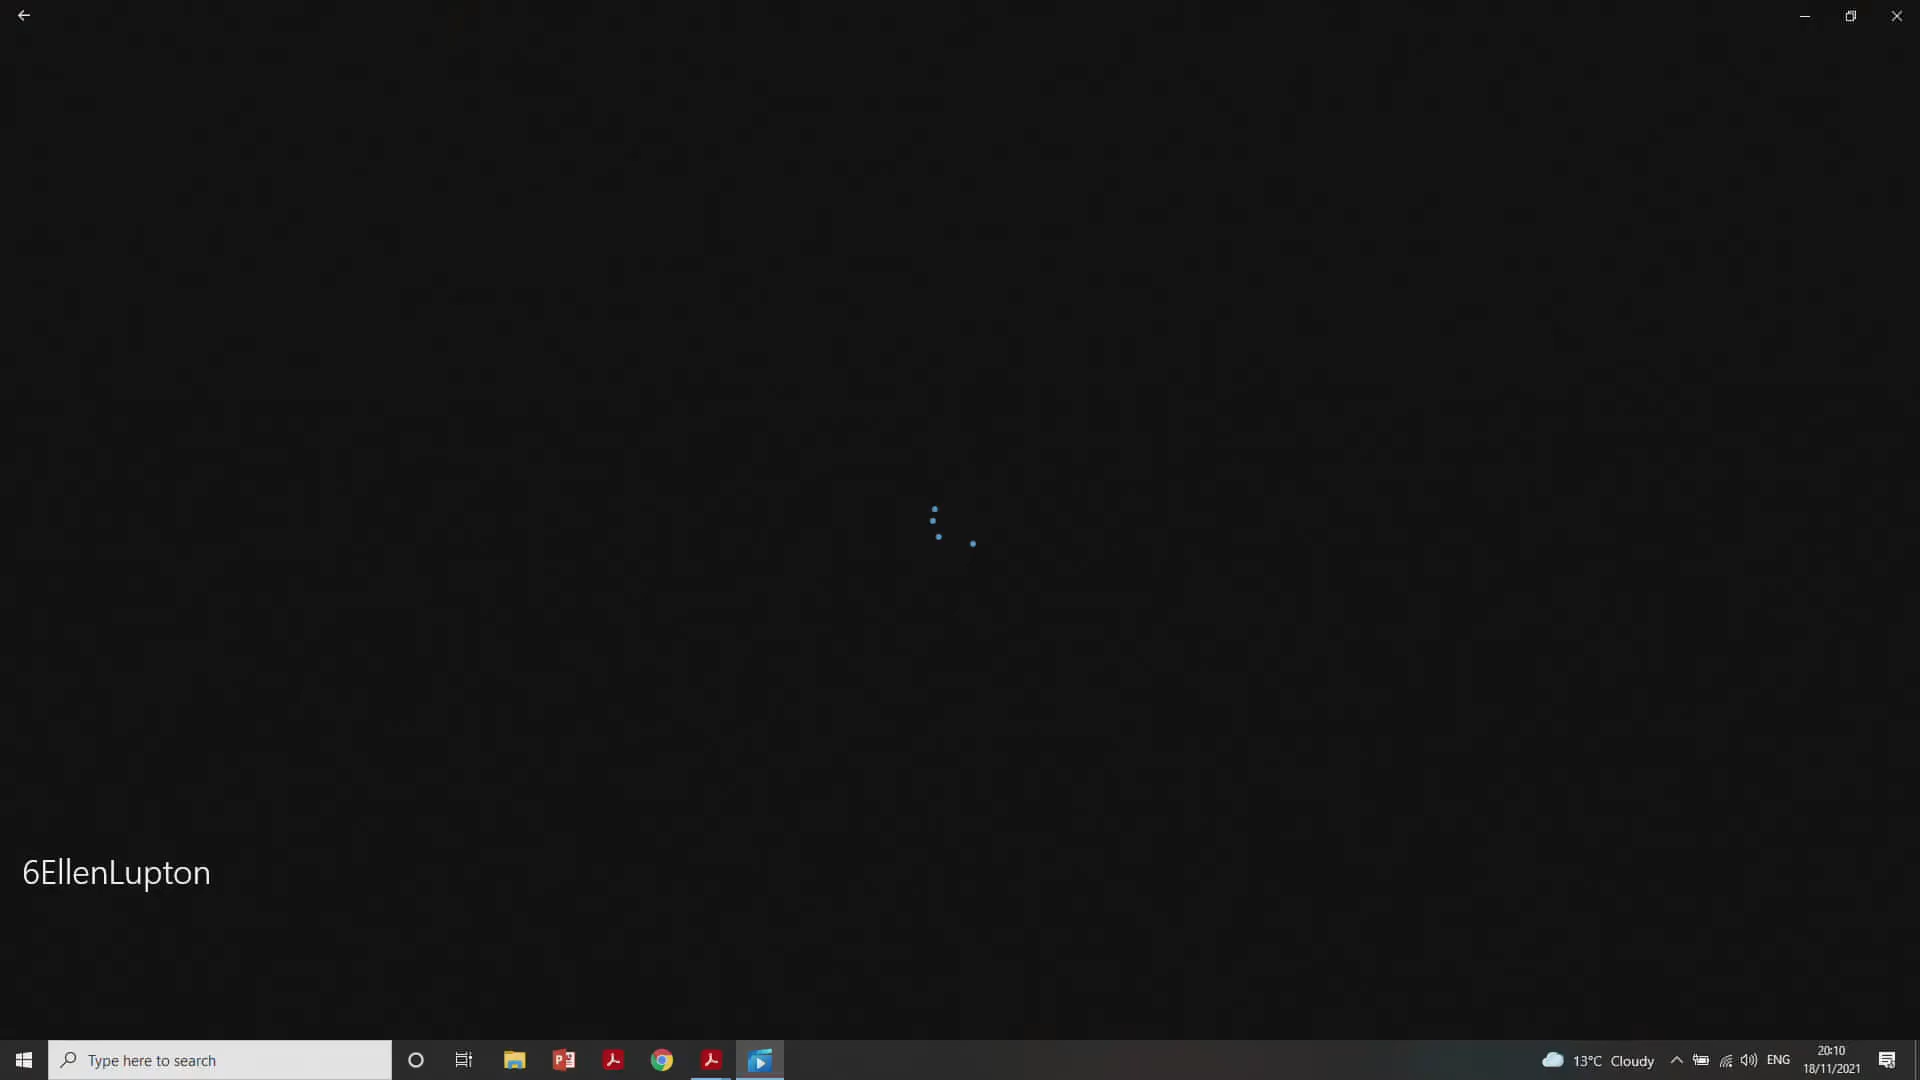 6EllenLupton
Type here to search
13°C Cloudy
ENG
20:10
18/11/2021